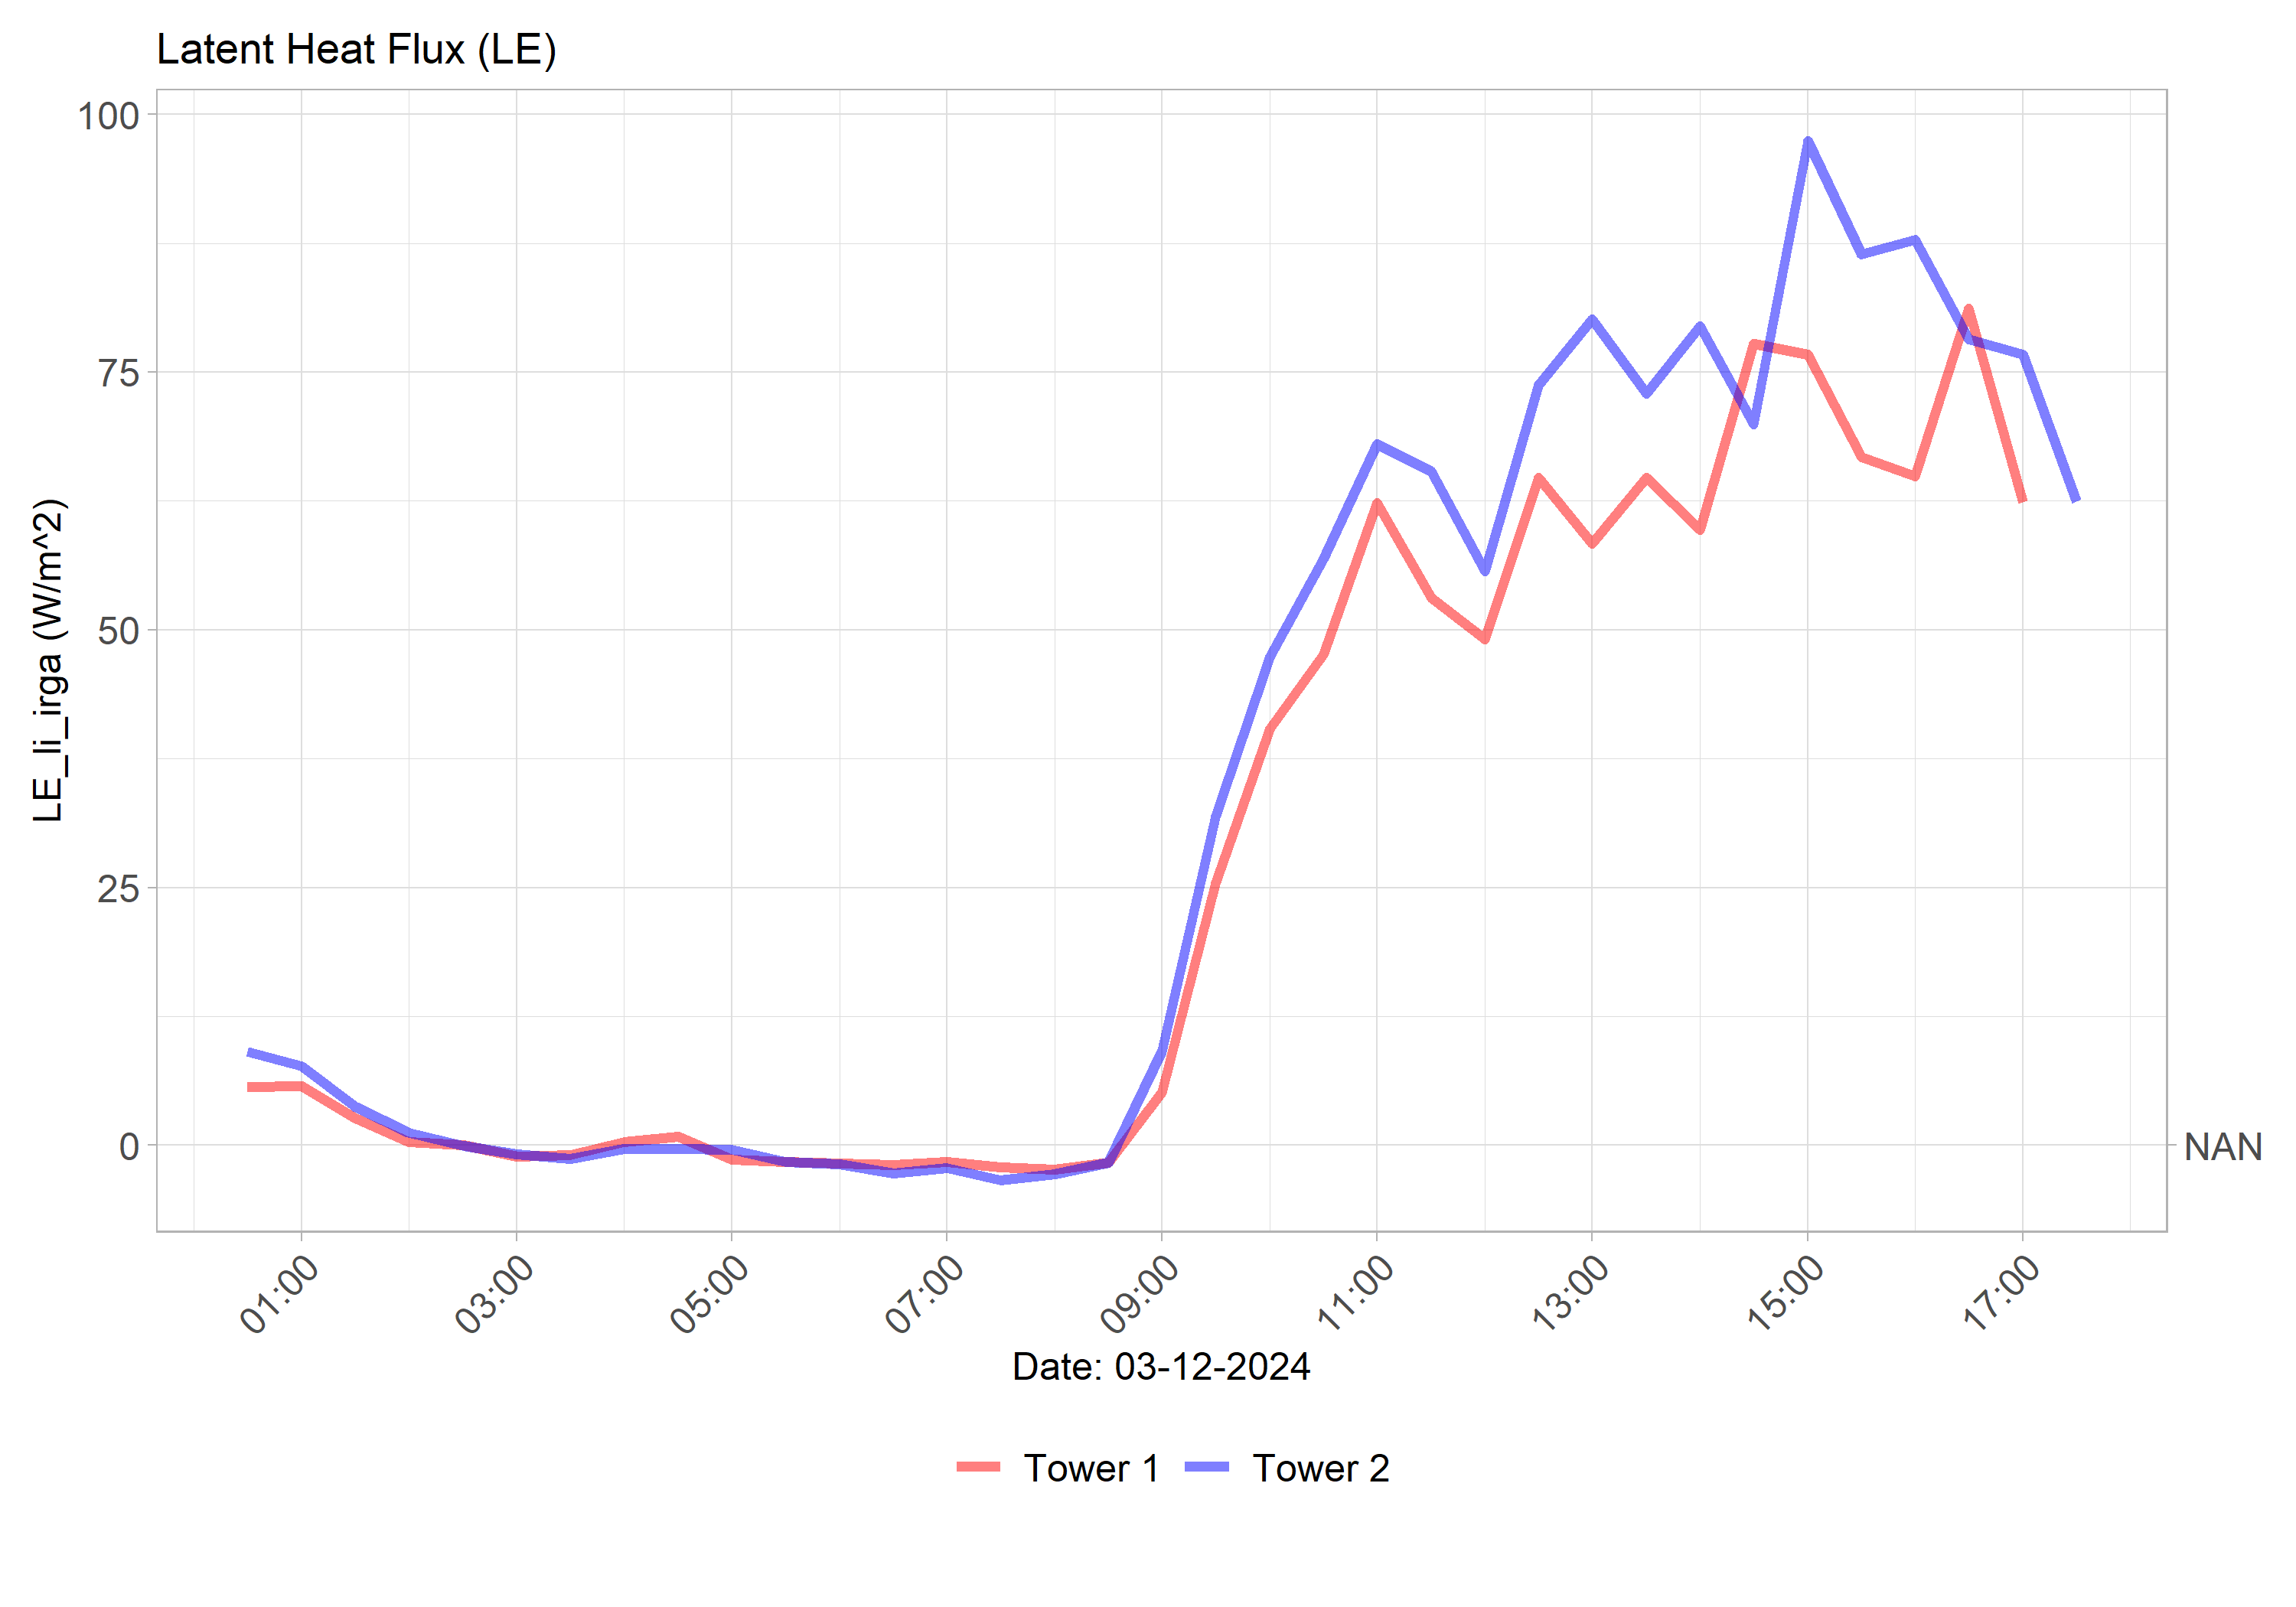 Latent Heat Flux (LE)
LE_li_irga (W/m^2)
100
75
50
25
0
NAN
01:00
03:00
05:00
07:00
09:00
11:00
13:00
15:00
17:00
Date: 03-12-2024
Tower 1 Tower 2